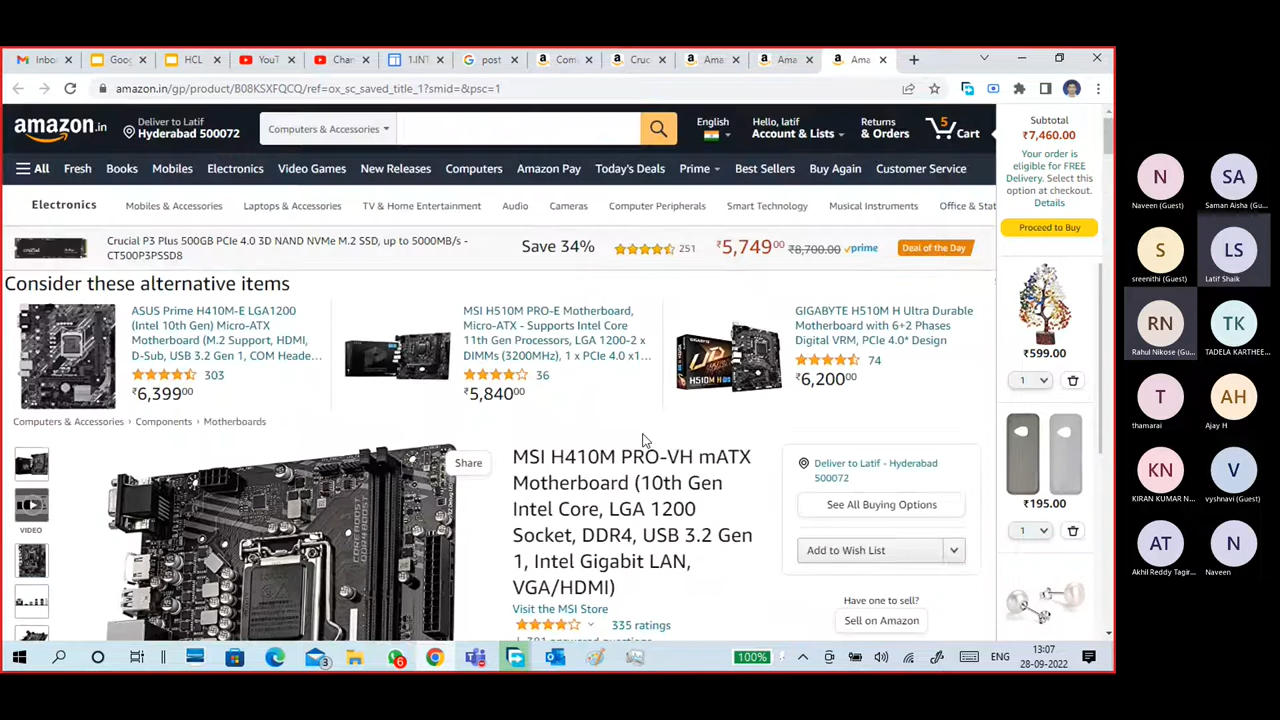 Inbo
Goog
HCL
YouT
Chan
1.INT
post
Com
Cruc
Ama
Ama
Ama
amazon.in/gp/product/B08KSXFQCQ/ref=ox_sc_saved_title_1?smid=&psc=1
amazon.in
Deliver to Latif
Hyderabad 500072
Computers & Accessories
English
Hello, latif
Account & Lists
Returns
& Orders
5
Cart
All
Fresh
Books
Mobiles
Electronics
Video Games
New Releases
Computers
Amazon Pay
Today's Deals
Prime
Best Sellers
Buy Again
Customer Service
Electronics
Mobiles & Accessories
Laptops & Accessories
TV & Home Entertainment
Audio
Cameras
Computer Peripherals
Smart Technology
Musical Instruments
Office & Stat
crucial
Crucial P3 Plus 500GB PCIe 4.0 3D NAND NVMe M.2 SSD, up to 5000MB/s -
CT500P3PSSD8
Save 34%
251
₹5,749.00
₹8,700.00
prime
Deal of the Day
Consider these alternative items
ASUS Prime H410M-E LGA1200
(Intel 10th Gen) Micro-ATX
Motherboard (M.2 Support, HDMI,
D-Sub, USB 3.2 Gen 1, COM Heade...
303
₹6,39900
MSI H510M PRO-E Motherboard,
Micro-ATX - Supports Intel Core
11th Gen Processors, LGA 1200-2 x
DIMMs (3200MHz), 1 x PCIe 4.0 x1...
36
₹5,84000
UD
H510M H
GIGABYTE H510M H Ultra Durable
Motherboard with 6+2 Phases
Digital VRM, PCIe 4.0* Design
74
₹6,20000
Computers & Accessories › Components › Motherboards
VIDEO
Share
MSI H410M PRO-VH mATX
Motherboard (10th Gen
Intel Core, LGA 1200
Socket, DDR4, USB 3.2 Gen
1, Intel Gigabit LAN,
VGA/HDMI)
Visit the MSI Store
335 ratings
Deliver to Latif - Hyderabad
500072
See All Buying Options
Add to Wish List
Have one to sell?
Sell on Amazon
Subtotal
₹7,460.00
Your order is
eligible for FREE
Delivery. Select this
option at checkout.
Details
Proceed to Buy
₹599.00
1
₹195.00
1
3
6
100%
ENG
13:07
28-09-2022
N
Naveen (Guest)
SA
Saman Aisha (Gu...
S
sreenithi (Guest)
LS
Latif Shaik
RN
Rahul Nikose (Gu...
TK
TADELA KARTHEE...
T
thamarai
AH
Ajay H
KN
KIRAN KUMAR N...
V
vyshnavi (Guest)
AT
Akhil Reddy Tagir...
N
Naveen